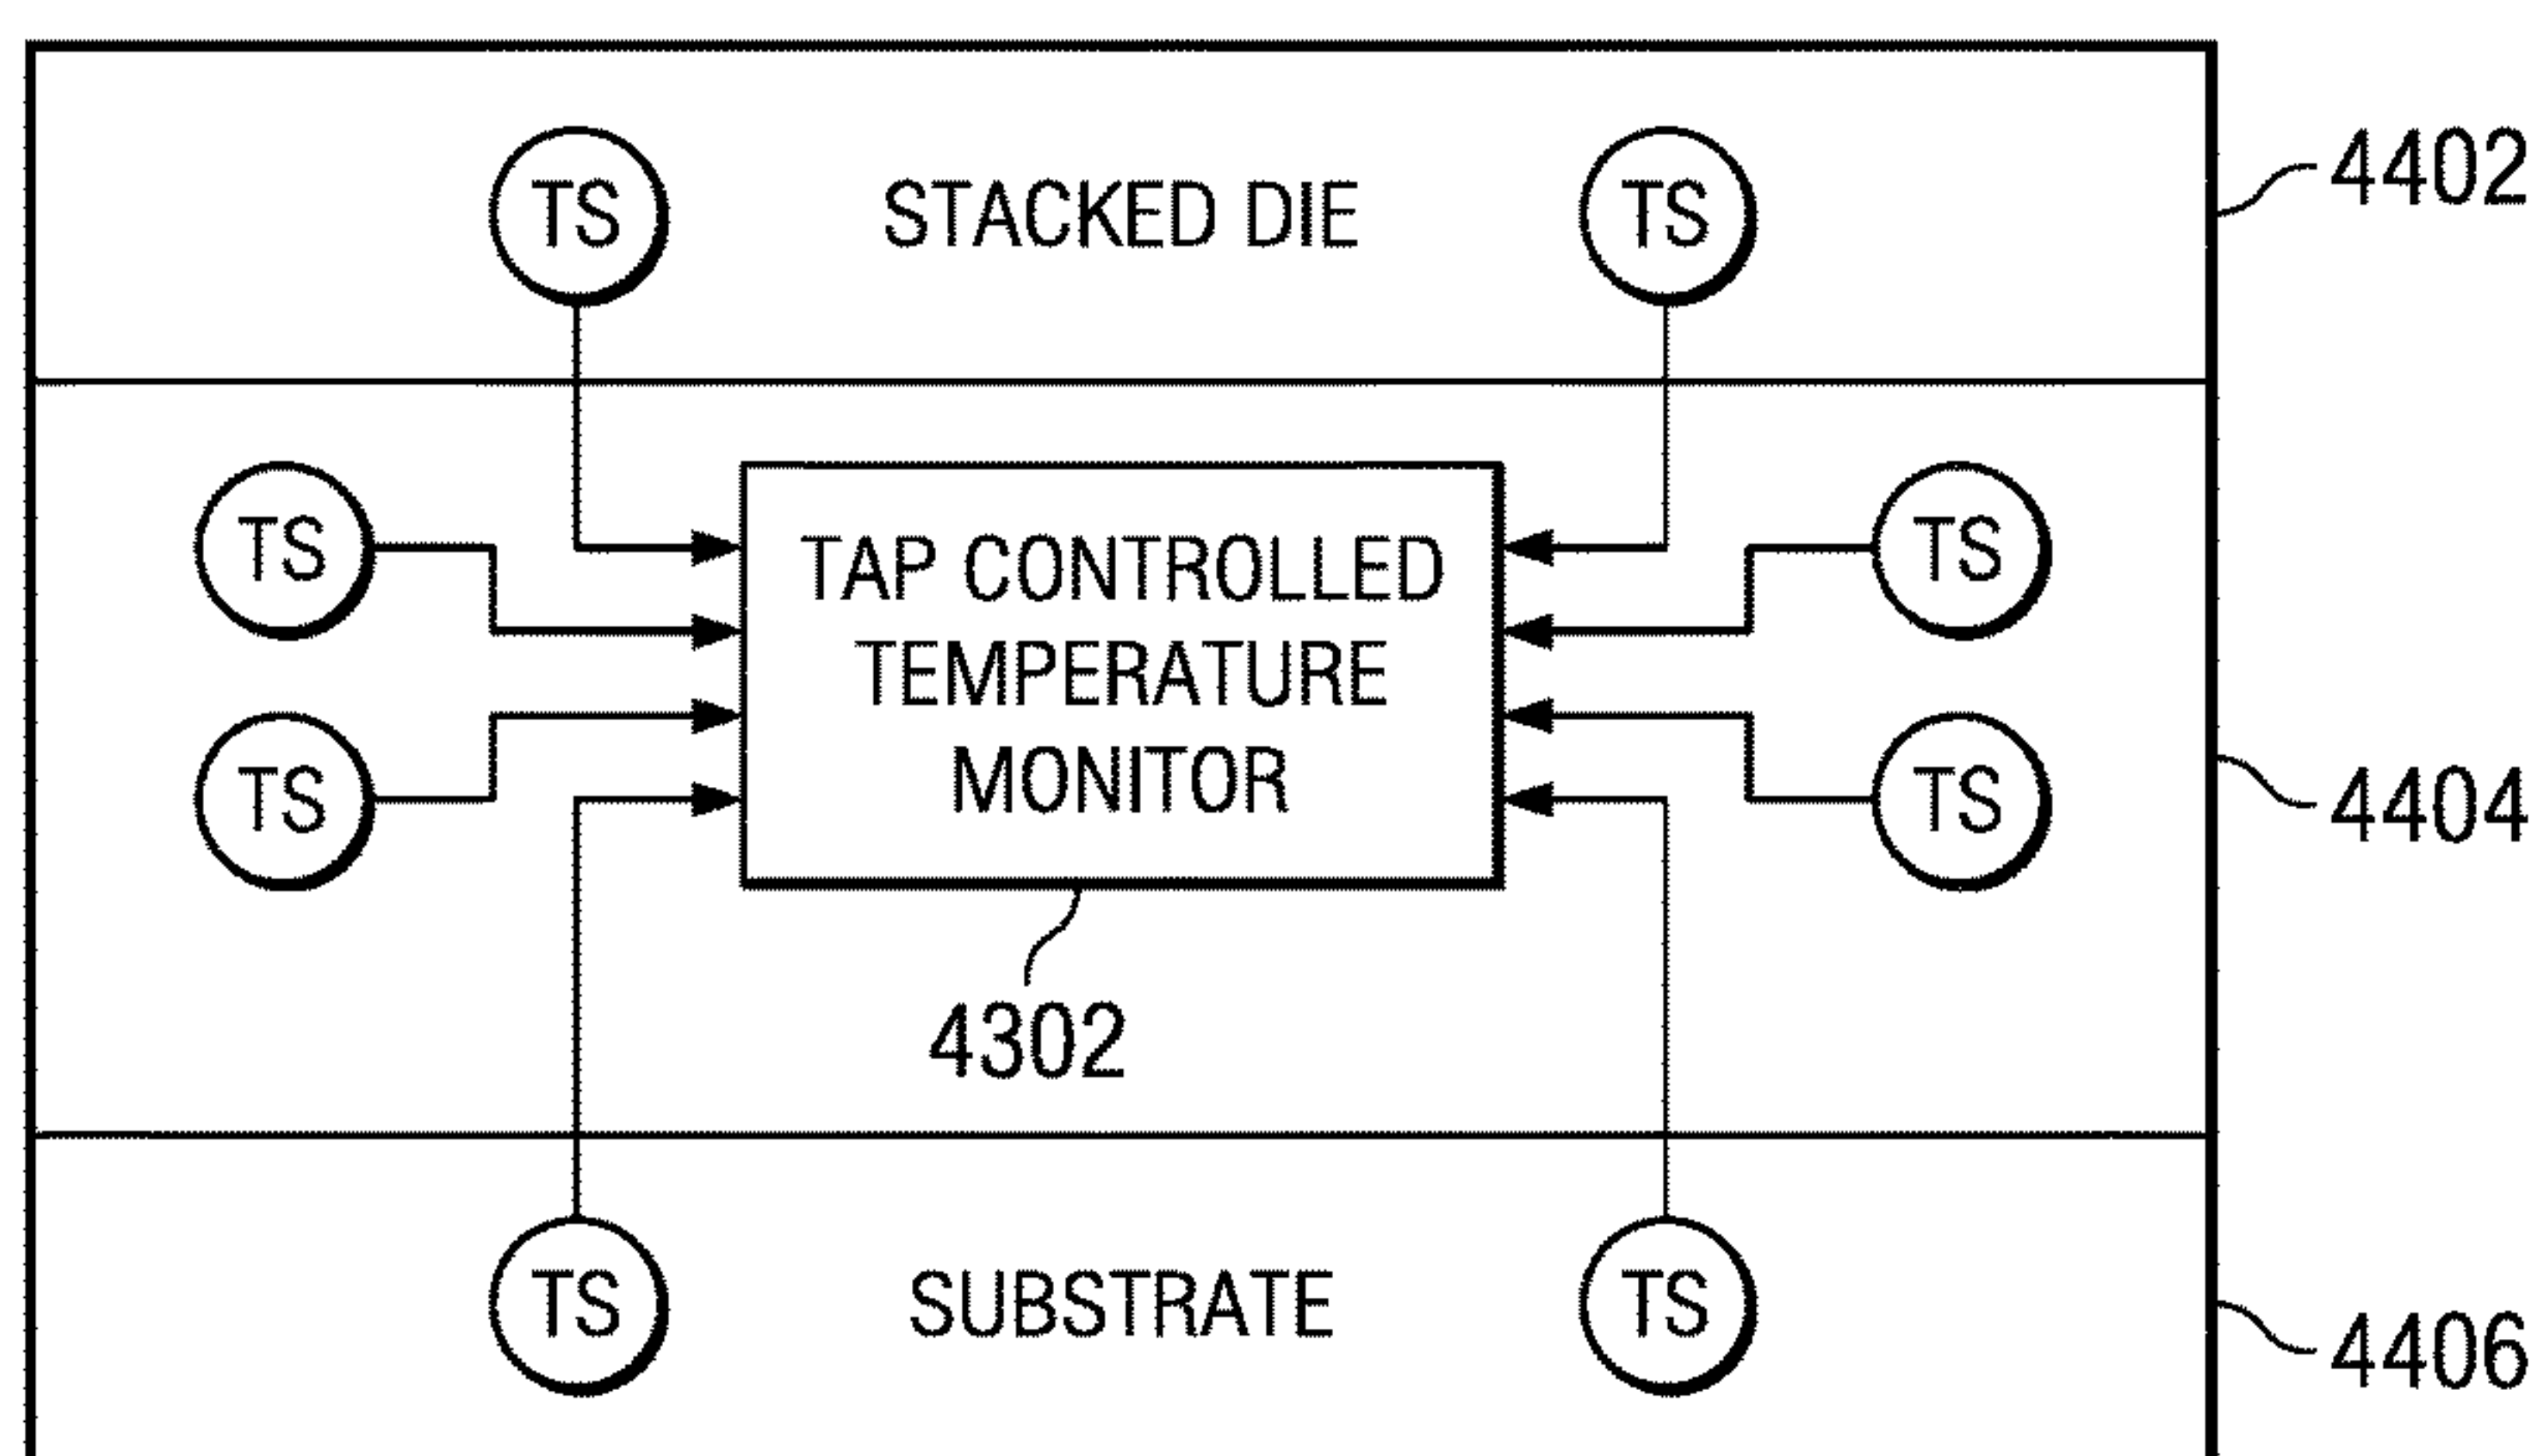 TS STACKED DIE TS
4402
TS TS
TAP CONTROLLED
TEMPERATURE
MONITOR
TS TS
4404
4302
TS SUBSTRATE TS
4406